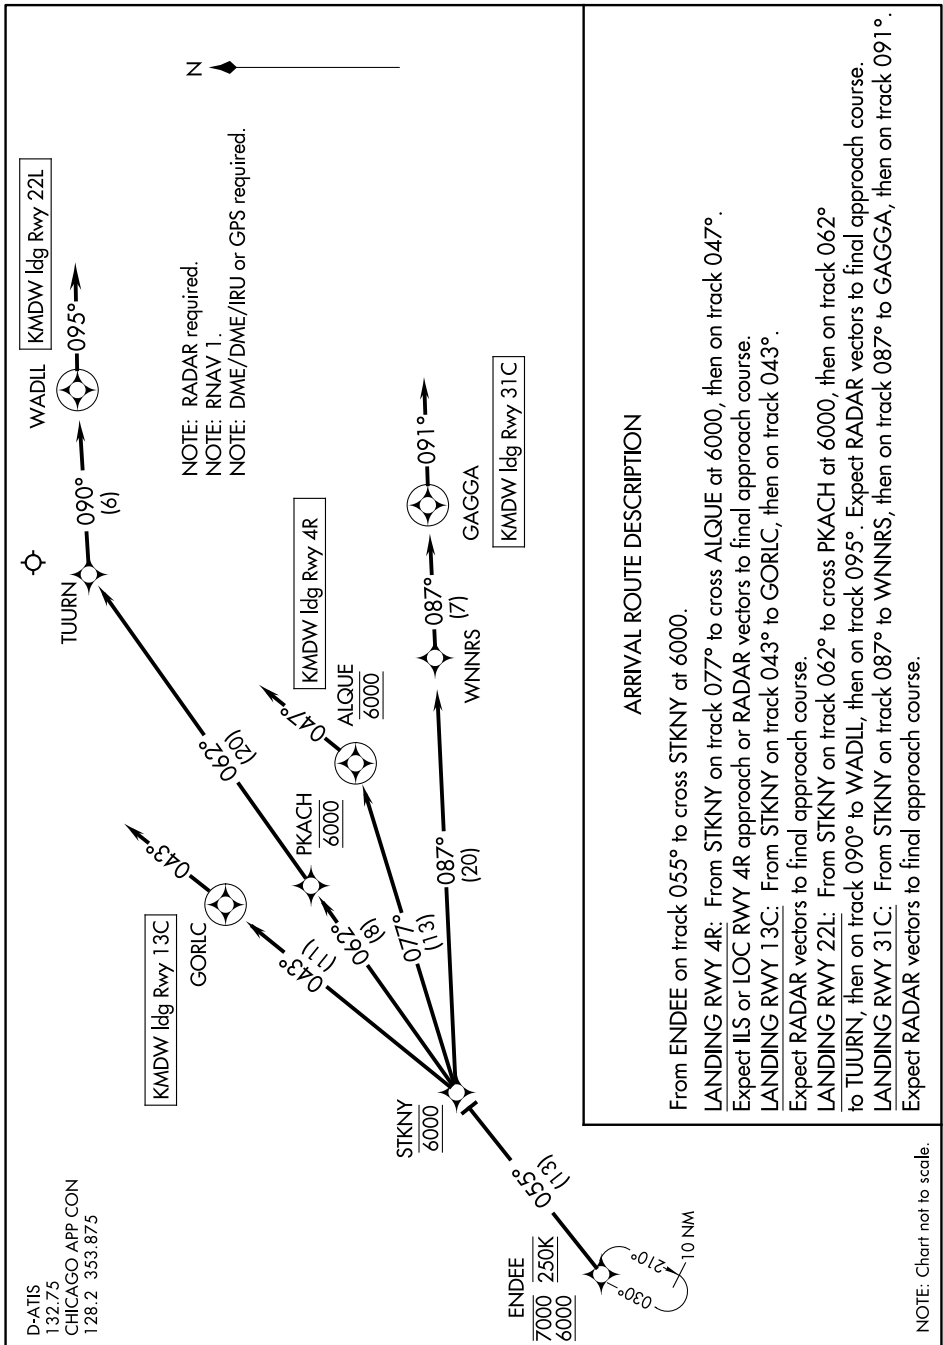 D-ATIS
132.75
CHICAGO APP CON
128.2 353.875
N
NOTE: RADAR required.
NOTE: RNAV 1.
NOTE: DME/DME/IRU or GPS required.
KMDW ldg Rwy 22L
WADLL
095°
090°
(6)
TUURN
062°
(20)
KMDW ldg Rwy 13C
GORLC
043°
043°
(11)
PKACH
6000
062°
(8)
KMDW ldg Rwy 4R
ALQUE
6000
047°
077°
(13)
KMDW ldg Rwy 31C
GAGGA
091°
087°
(7)
WNNRS
087°
(20)
STKNY
6000
055°
(13)
ENDEE
7000 250K
6000
030°
210°
10 NM
NOTE: Chart not to scale.
ARRIVAL ROUTE DESCRIPTION
From ENDEE on track 055° to cross STKNY at 6000.
LANDING RWY 4R: From STKNY on track 077° to cross ALQUE at 6000, then on track 047°.
Expect ILS or LOC RWY 4R approach or RADAR vectors to final approach course.
LANDING RWY 13C: From STKNY on track 043° to GORLC, then on track 043°.
Expect RADAR vectors to final approach course.
LANDING RWY 22L: From STKNY on track 062° to cross PKACH at 6000, then on track 062°
to TUURN, then on track 090° to WADLL, then on track 095°. Expect RADAR vectors to final approach course.
LANDING RWY 31C: From STKNY on track 087° to WNNRS, then on track 087° to GAGGA, then on track 091°.
Expect RADAR vectors to final approach course.